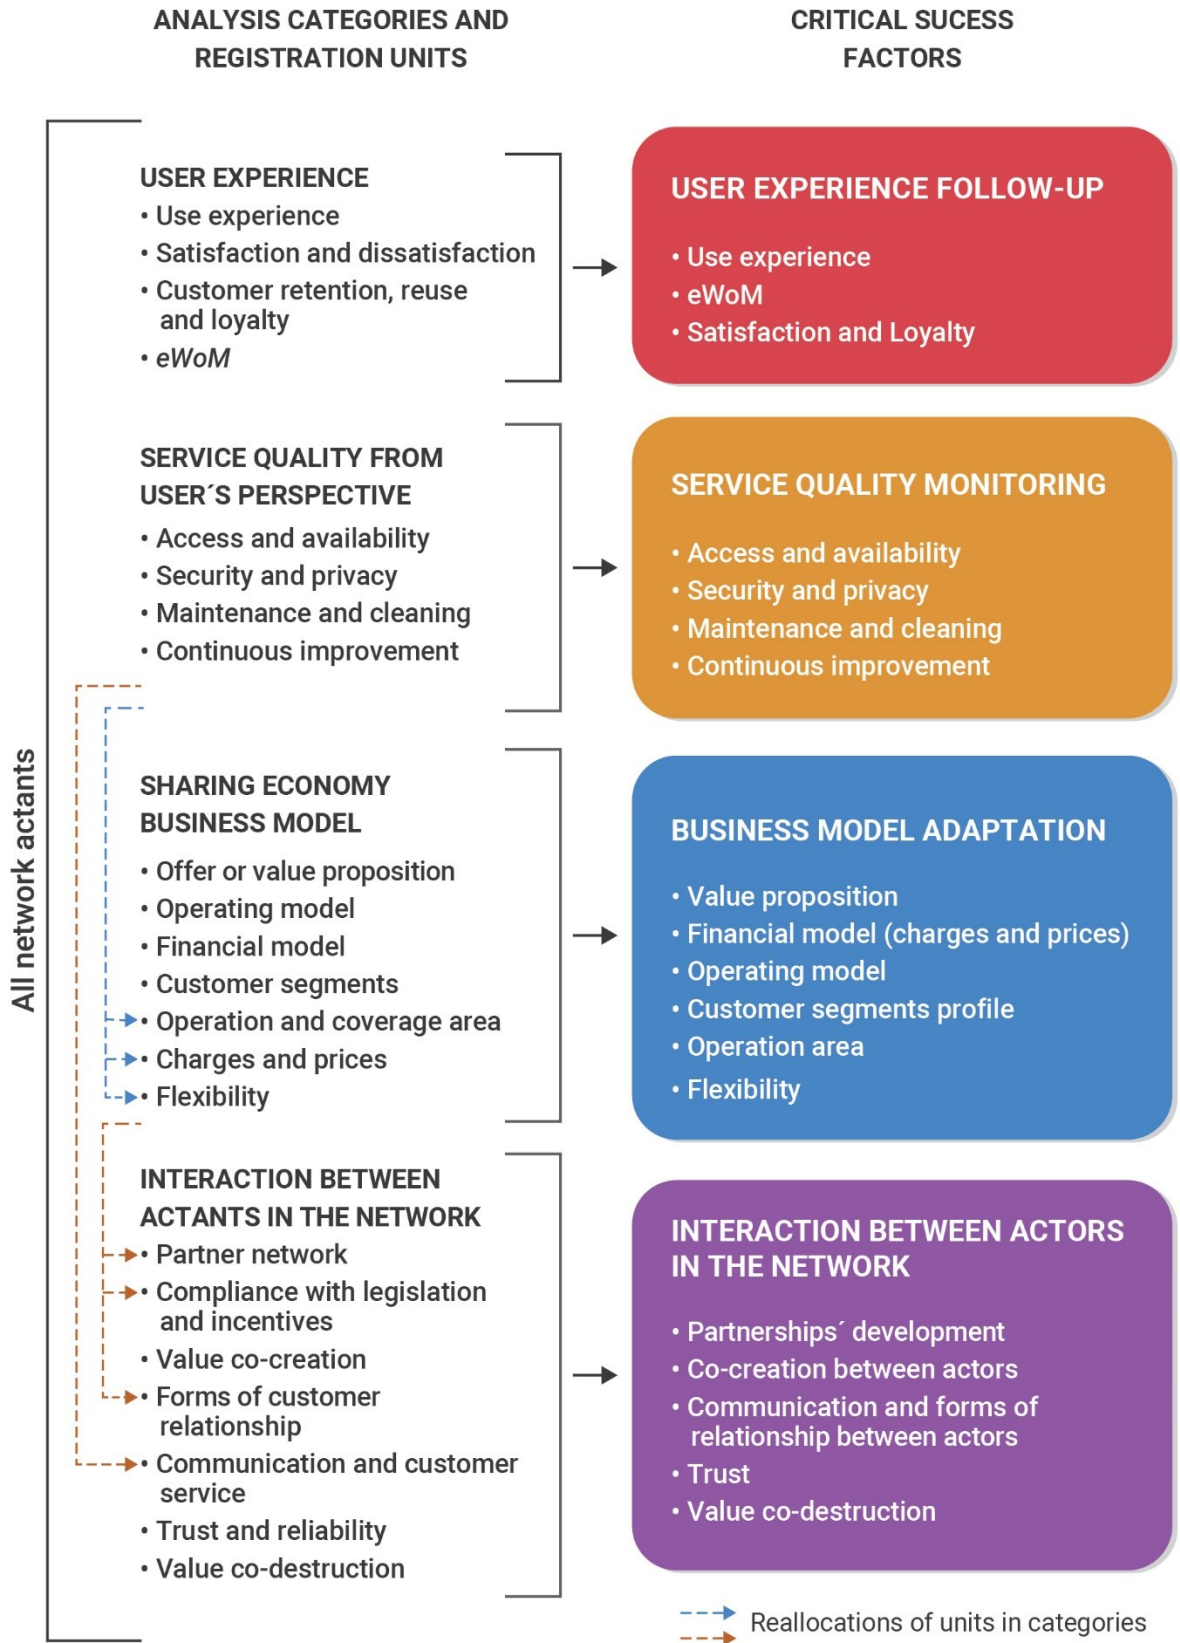 ANALYSIS CATEGORIES AND
REGISTRATION UNITS
CRITICAL SUCESS
FACTORS
All network actants
USER EXPERIENCE
• Use experience
• Satisfaction and dissatisfaction
• Customer retention, reuse
and loyalty
• eWoM
USER EXPERIENCE FOLLOW-UP
• Use experience
• eWoM
• Satisfaction and Loyalty
SERVICE QUALITY FROM
USER´S PERSPECTIVE
• Access and availability
• Security and privacy
• Maintenance and cleaning
• Continuous improvement
SERVICE QUALITY MONITORING
• Access and availability
• Security and privacy
• Maintenance and cleaning
• Continuous improvement
SHARING ECONOMY
BUSINESS MODEL
• Offer or value proposition
• Operating model
• Financial model
• Customer segments
• Operation and coverage area
• Charges and prices
• Flexibility
BUSINESS MODEL ADAPTATION
• Value proposition
• Financial model (charges and prices)
• Operating model
• Customer segments profile
• Operation area
• Flexibility
INTERACTION BETWEEN
ACTANTS IN THE NETWORK
• Partner network
• Compliance with legislation
and incentives
• Value co-creation
• Forms of customer
relationship
• Communication and customer
service
• Trust and reliability
• Value co-destruction
INTERACTION BETWEEN ACTORS
IN THE NETWORK
• Partnerships´ development
• Co-creation between actors
• Communication and forms of
relationship between actors
• Trust
• Value co-destruction
Reallocations of units in categories